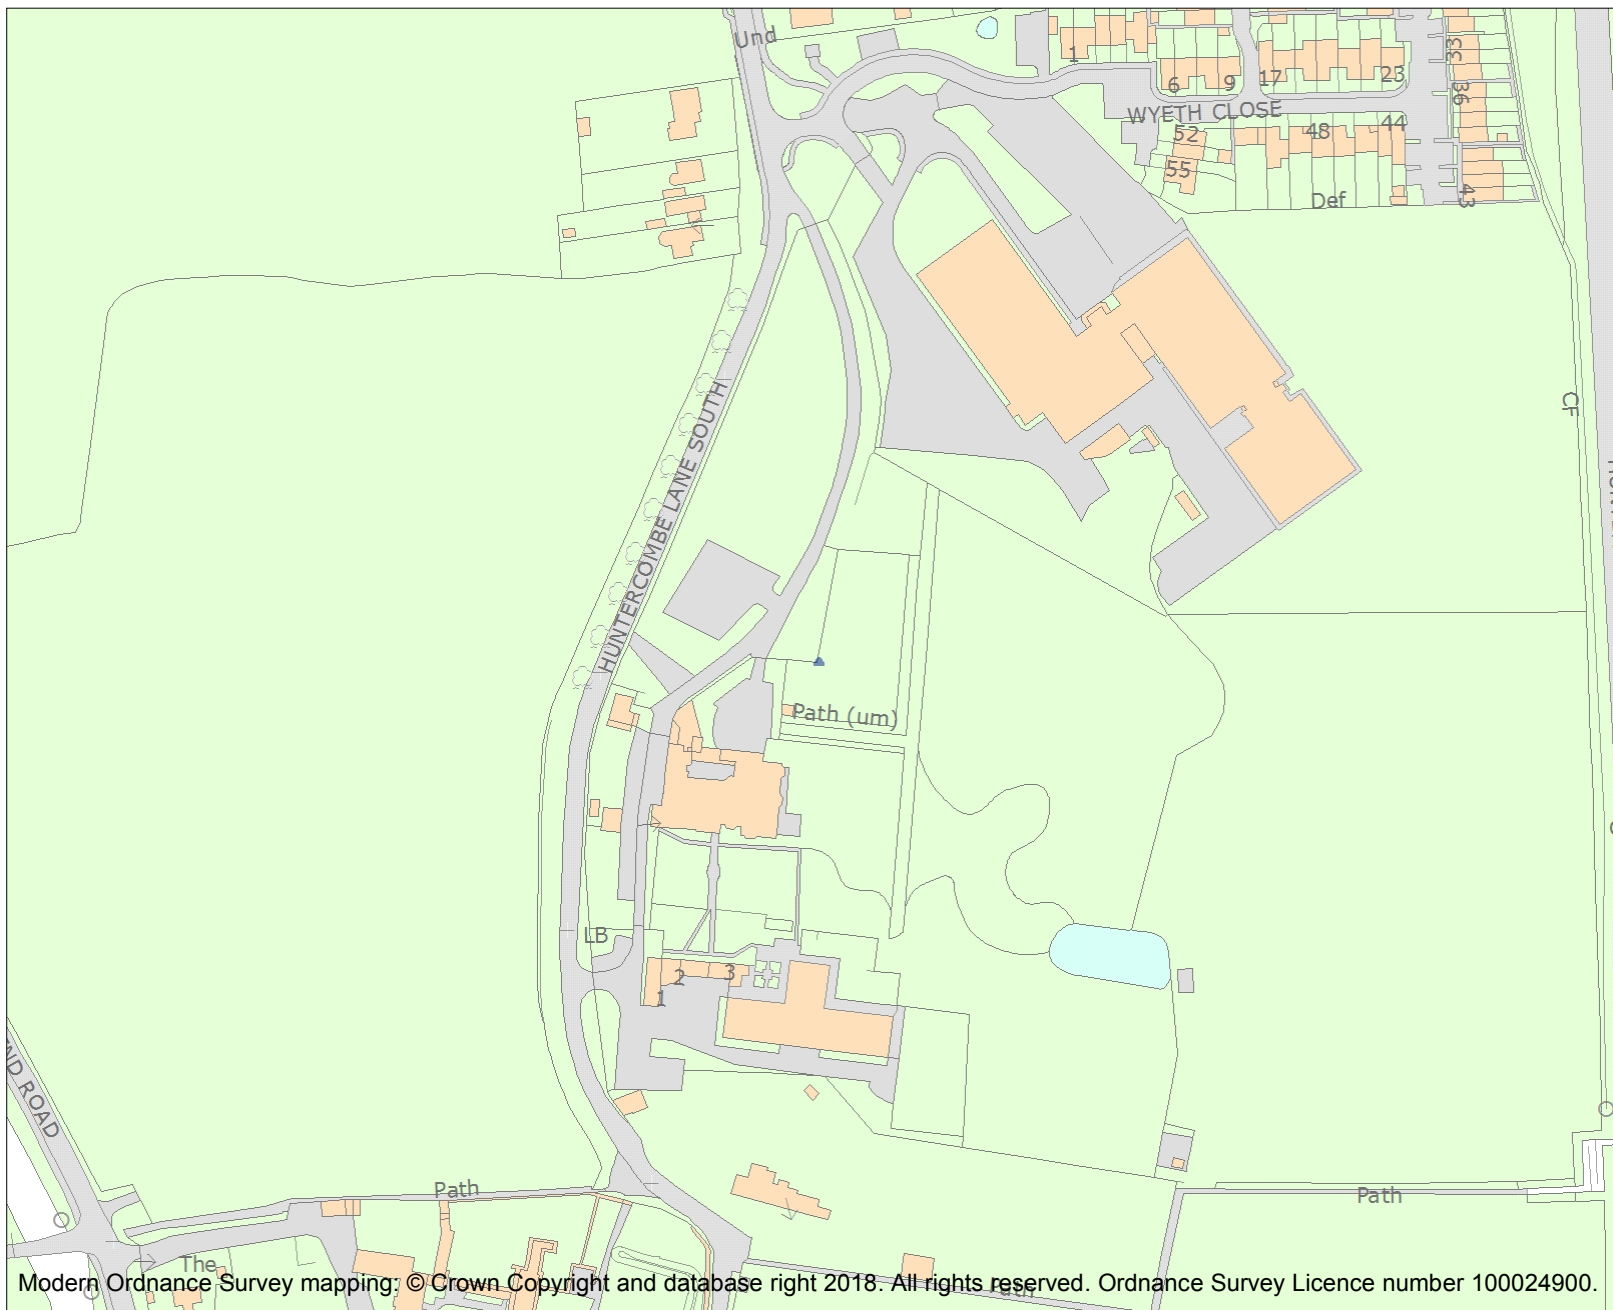 Und
1
6
9
17
23
33
36
WYETH CLOSE
52
48
44
55
43
Def
CF
HUNTERCOMBE LANE SOUTH
Path (um)
LB
2
3
1
ND ROAD
Path
Path
The
Path
Modern Ordnance Survey mapping: © Crown Copyright and database right 2018. All rights reserved. Ordnance Survey Licence number 100024900.